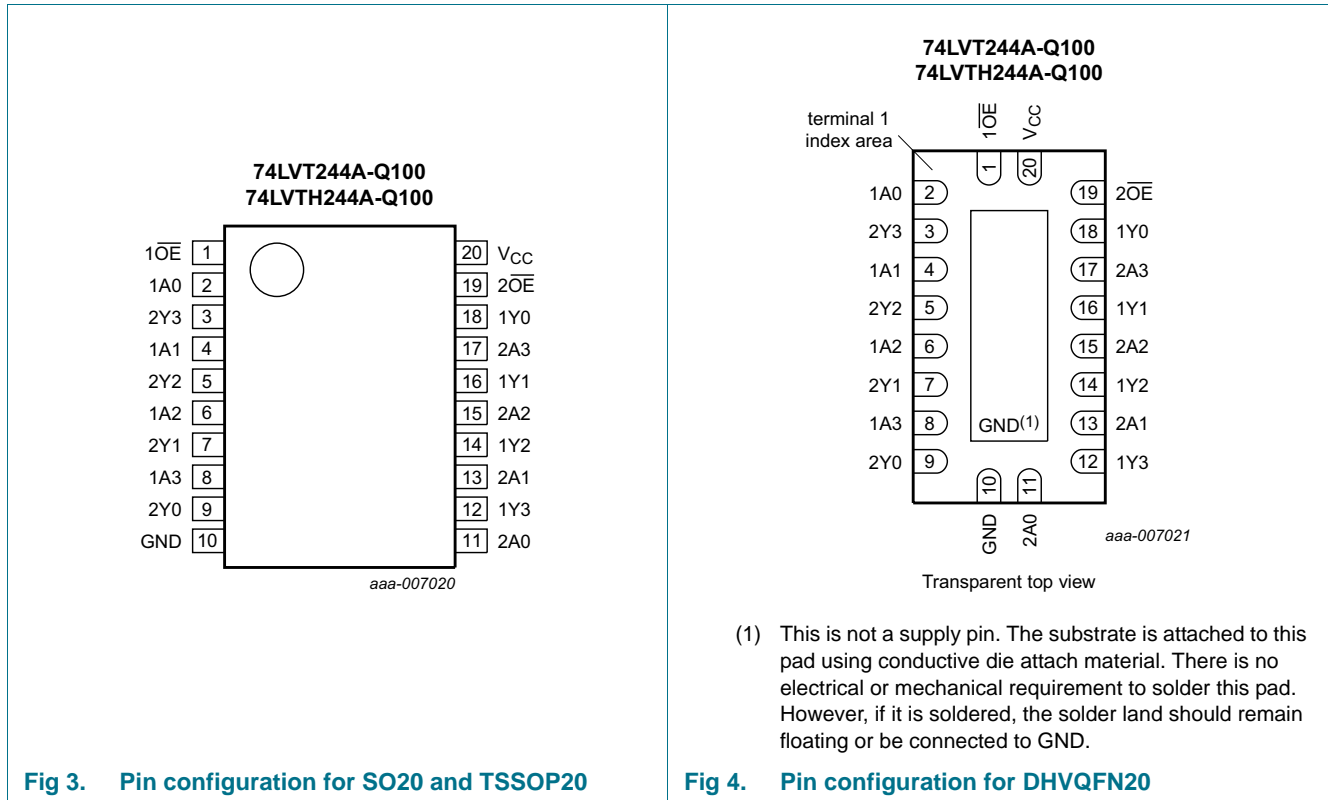 74LVT244A-Q100
74LVTH244A-Q100
1O̅E̅ 1
1A0 2
2Y3 3
1A1 4
2Y2 5
1A2 6
2Y1 7
1A3 8
2Y0 9
GND 10
20 VCC
19 2O̅E̅
18 1Y0
17 2A3
16 1Y1
15 2A2
14 1Y2
13 2A1
12 1Y3
11 2A0
aaa-007020
Fig 3. Pin configuration for SO20 and TSSOP20
74LVT244A-Q100
74LVTH244A-Q100
terminal 1
index area
1O̅E̅
VCC
1
20
1A0 2
2Y3 3
1A1 4
2Y2 5
1A2 6
2Y1 7
1A3 8
2Y0 9
19 2O̅E̅
18 1Y0
17 2A3
16 1Y1
15 2A2
14 1Y2
13 2A1
12 1Y3
GND(1)
10
11
GND
2A0
aaa-007021
Transparent top view
(1) This is not a supply pin. The substrate is attached to this
pad using conductive die attach material. There is no
electrical or mechanical requirement to solder this pad.
However, if it is soldered, the solder land should remain
floating or be connected to GND.
Fig 4. Pin configuration for DHVQFN20